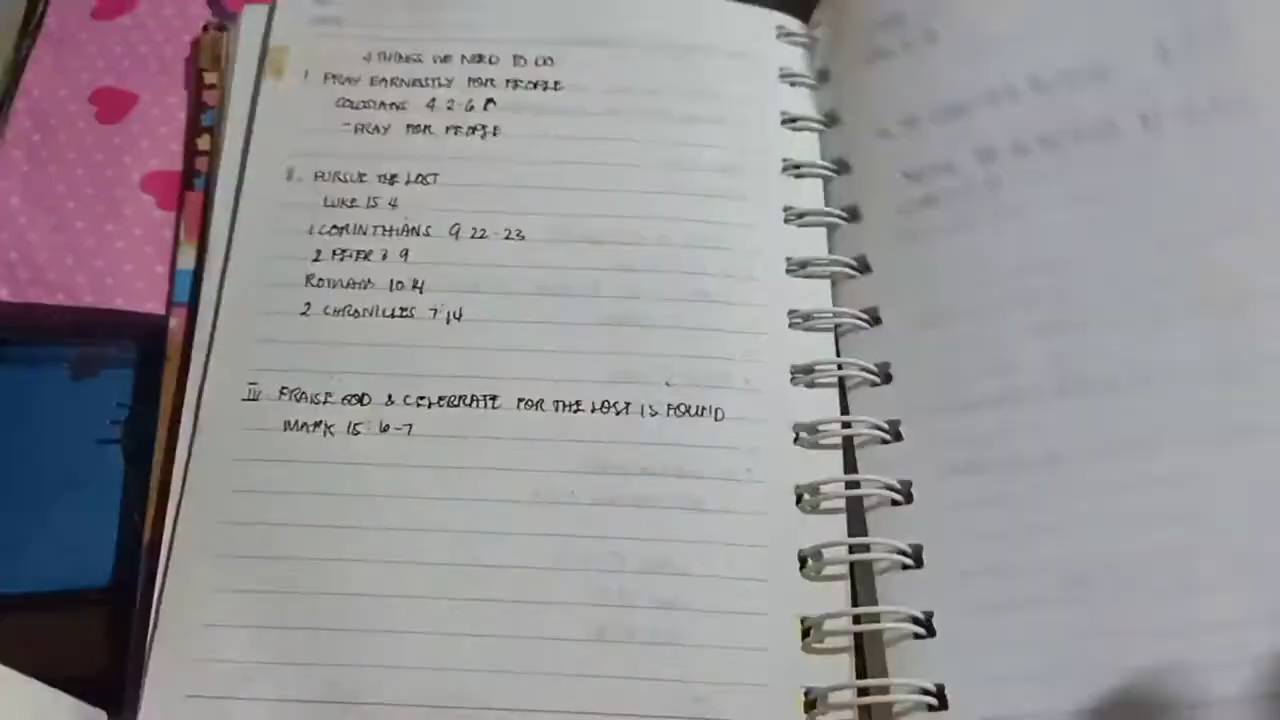 4 THINGS WE NEED TO DO
I PRAY EARNESTLY FOR PEOPLE
COLOSIANS 4 2-6
- PRAY FOR PEOPLE
II. PURSUE THE LOST
LUKE 15 4
1 CORINTHIANS 9 22-23
2 PETER 3 9
ROMANS 10:14
2 CHRONICLES 7:14
IV PRAISE GOD & CELEBRATE FOR THE LOST IS FOUND
MARK 15: 6-7